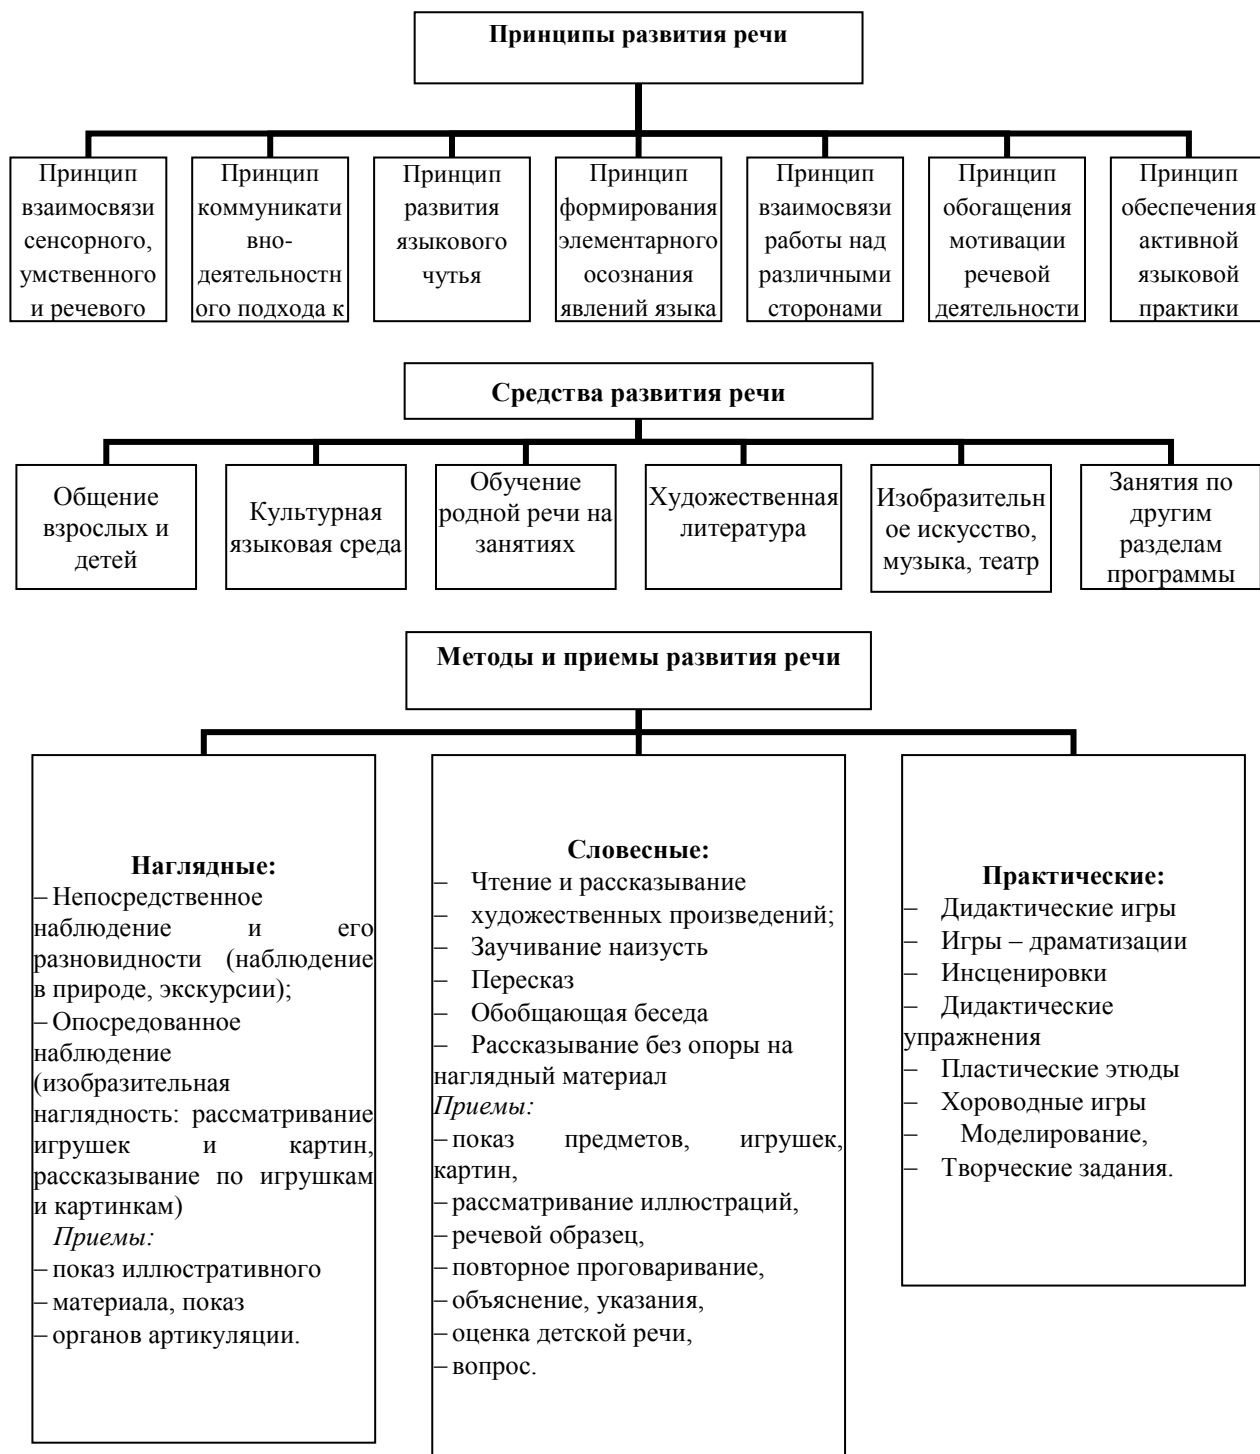 Принципы развития речи
Принцип
взаимосвязи
сенсорного,
умственного
и речевого
Принцип
коммуникати
вно-
деятельностн
ого подхода к
Принцип
развития
языкового
чутья
Принцип
формирования
элементарного
осознания
явлений языка
Принцип
взаимосвязи
работы над
различными
сторонами
Принцип
обогащения
мотивации
речевой
деятельности
Принцип
обеспечения
активной
языковой
практики
Средства развития речи
Общение
взрослых и
детей
Культурная
языковая среда
Обучение
родной речи на
занятиях
Художественная
литература
Изобразительн
ое искусство,
музыка, театр
Занятия по
другим
разделам
программы
Методы и приемы развития речи
Наглядные:
– Непосредственное
наблюдение и его
разновидности (наблюдение
в природе, экскурсии);
– Опосредованное
наблюдение
(изобразительная
наглядность: рассматривание
игрушек и картин,
рассказывание по игрушкам
и картинкам)
Приемы:
– показ иллюстративного
– материала, показ
– органов артикуляции.
Словесные:
– Чтение и рассказывание
– художественных произведений;
– Заучивание наизусть
– Пересказ
– Обобщающая беседа
– Рассказывание без опоры на
наглядный материал
Приемы:
– показ предметов, игрушек,
картин,
– рассматривание иллюстраций,
– речевой образец,
– повторное проговаривание,
– объяснение, указания,
– оценка детской речи,
– вопрос.
Практические:
– Дидактические игры
– Игры – драматизации
– Инсценировки
– Дидактические
упражнения
– Пластические этюды
– Хороводные игры
– Моделирование,
– Творческие задания.